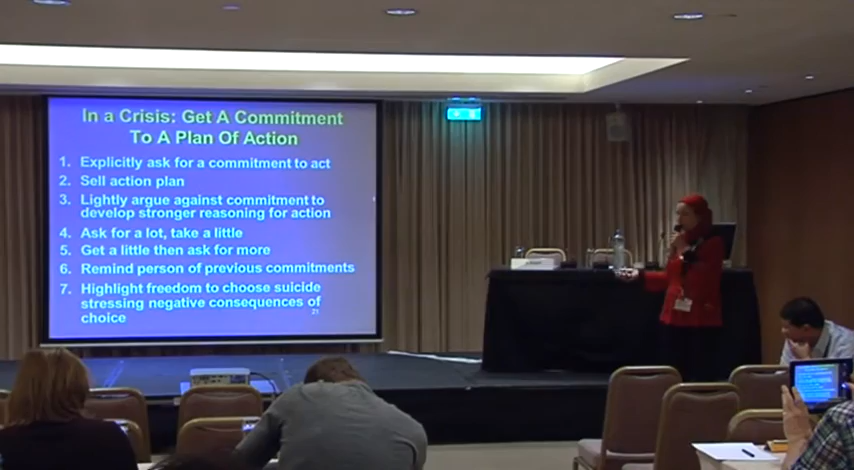 In a Crisis: Get A Commitment
To A Plan Of Action
1. Explicitly ask for a commitment to act
2. Sell action plan
3. Lightly argue against commitment to
develop stronger reasoning for action
4. Ask for a lot, take a little
5. Get a little then ask for more
6. Remind person of previous commitments
7. Highlight freedom to choose suicide
stressing negative consequences of
choice
21